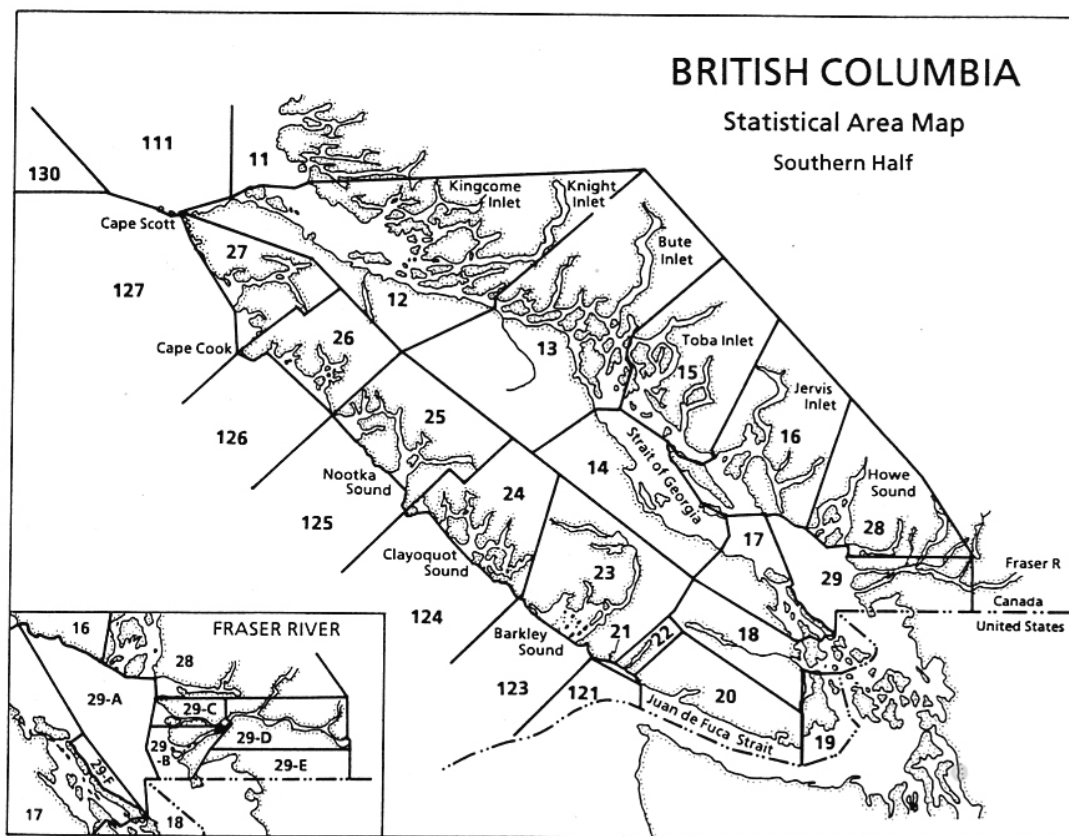 BRITISH COLUMBIA
Statistical Area Map
Southern Half
111
11
130
Kingcome
Inlet
Knight
Inlet
Cape Scott
27
Bute
Inlet
127
12
26
13
Toba Inlet
Cape Cook
15
Jervis
Inlet
25
126
16
Strait of Georgia
14
Howe
Sound
Nootka
Sound
24
28
125
17
Clayoquot
Sound
23
29
Fraser R
Canada
United States
124
21
22
18
Barkley
Sound
123
121
20
Juan de Fuca Strait
19
FRASER RIVER
16
28
29-A
29-C
29
-B
29-D
29-E
29-F
17
18